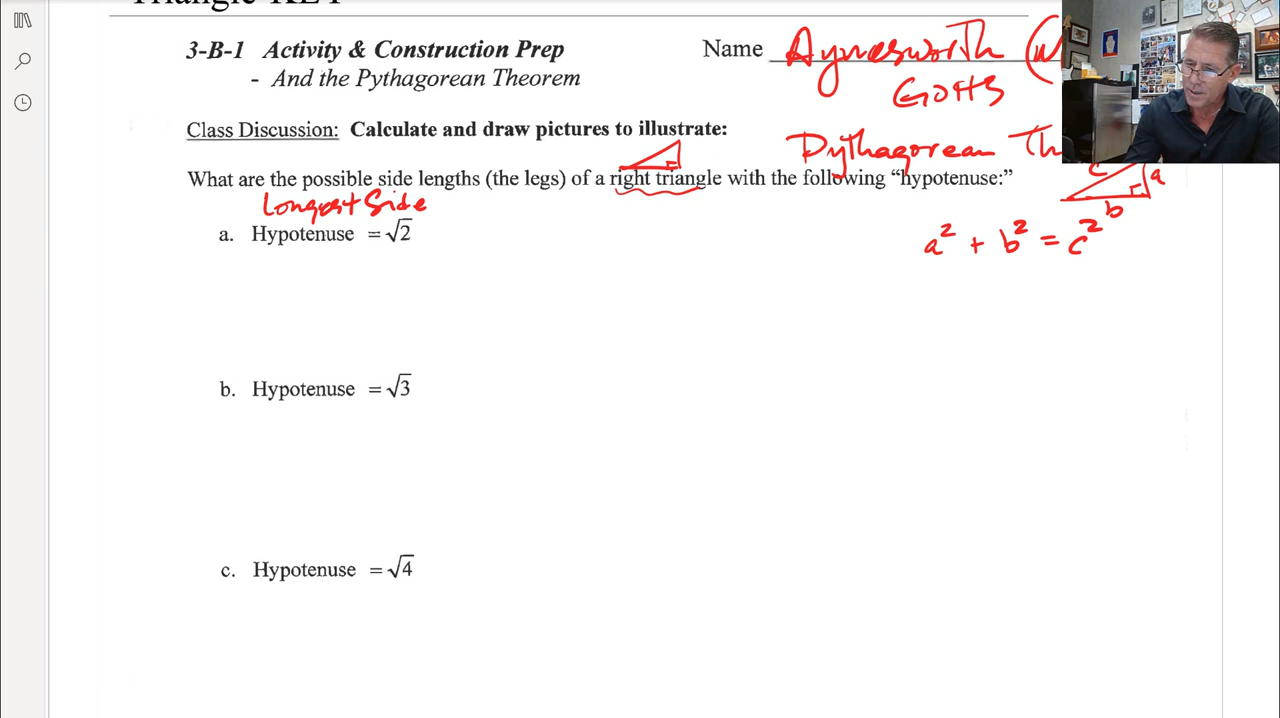 3-B-1 Activity & Construction Prep
Name Aynesworth
- And the Pythagorean Theorem
GOHS
Class Discussion: Calculate and draw pictures to illustrate:
Pythagorean Th
What are the possible side lengths (the legs) of a right triangle with the following “hypotenuse:”
c
a
b
Longest Side
a. Hypotenuse = √2
a² + b² = c²
b. Hypotenuse = √3
c. Hypotenuse = √4